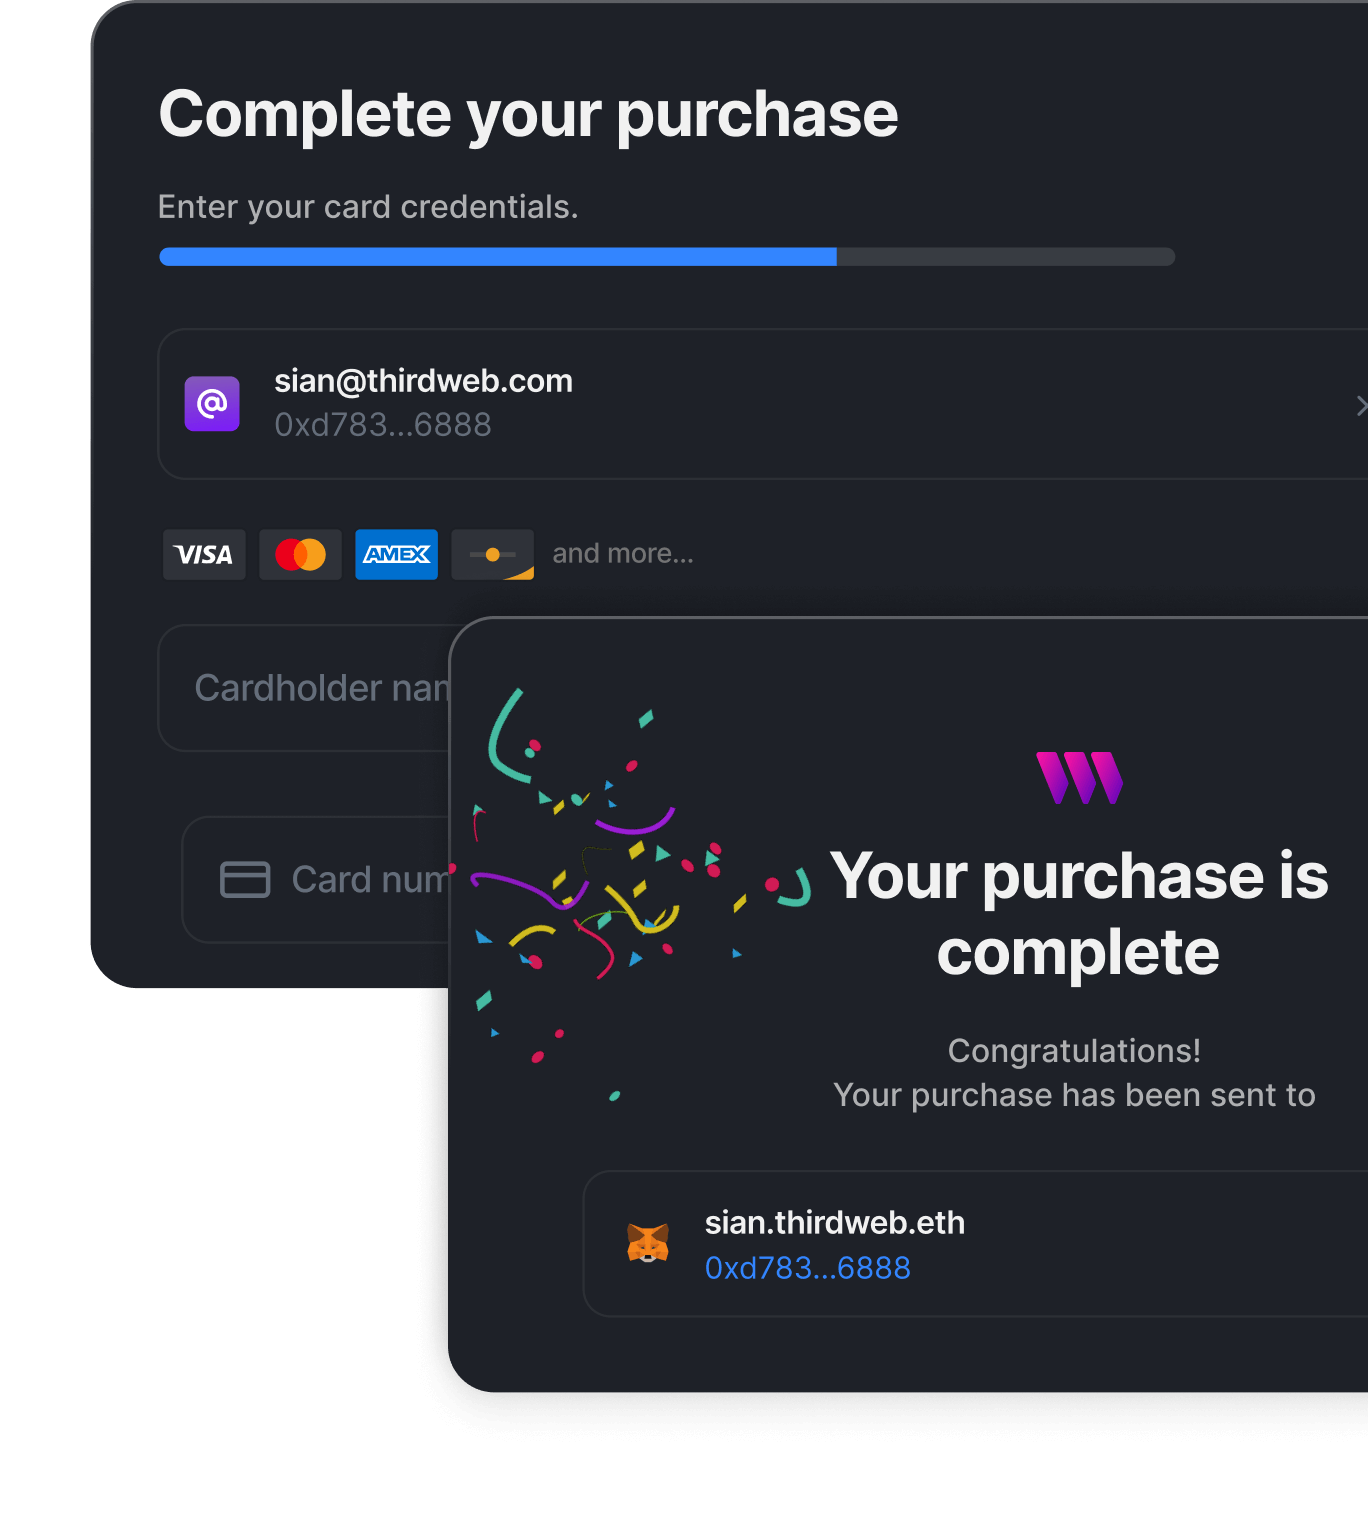 Complete your purchase
Enter your card credentials.
@
sian@thirdweb.com
0xd783...6888
VISA
AMEX
and more...
Cardholder nam
Card num
Your purchase is
complete
Congratulations!
Your purchase has been sent to
sian.thirdweb.eth
0xd783...6888